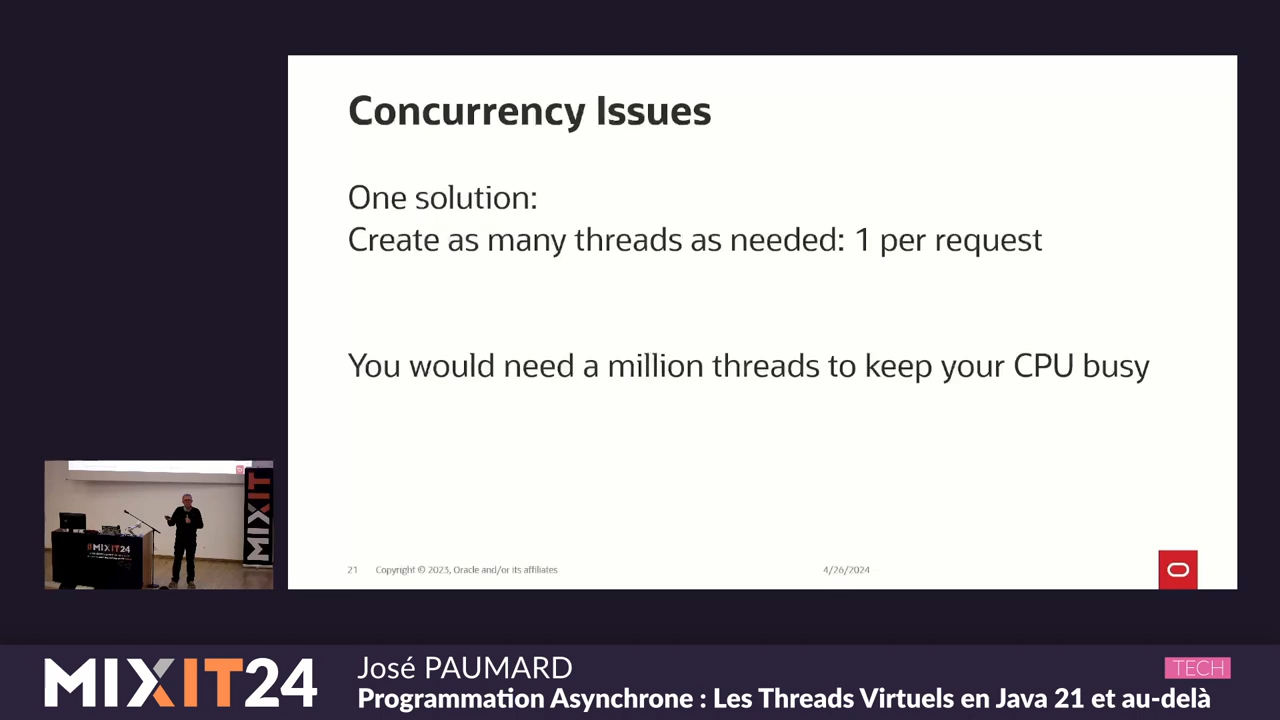 Concurrency Issues
One solution:
Create as many threads as needed: 1 per request
You would need a million threads to keep your CPU busy
21 Copyright © 2023, Oracle and/or its affiliates 4/26/2024
MIXIT
#MIXIT24
MIXIT24
José PAUMARD
TECH
Programmation Asynchrone : Les Threads Virtuels en Java 21 et au-delà